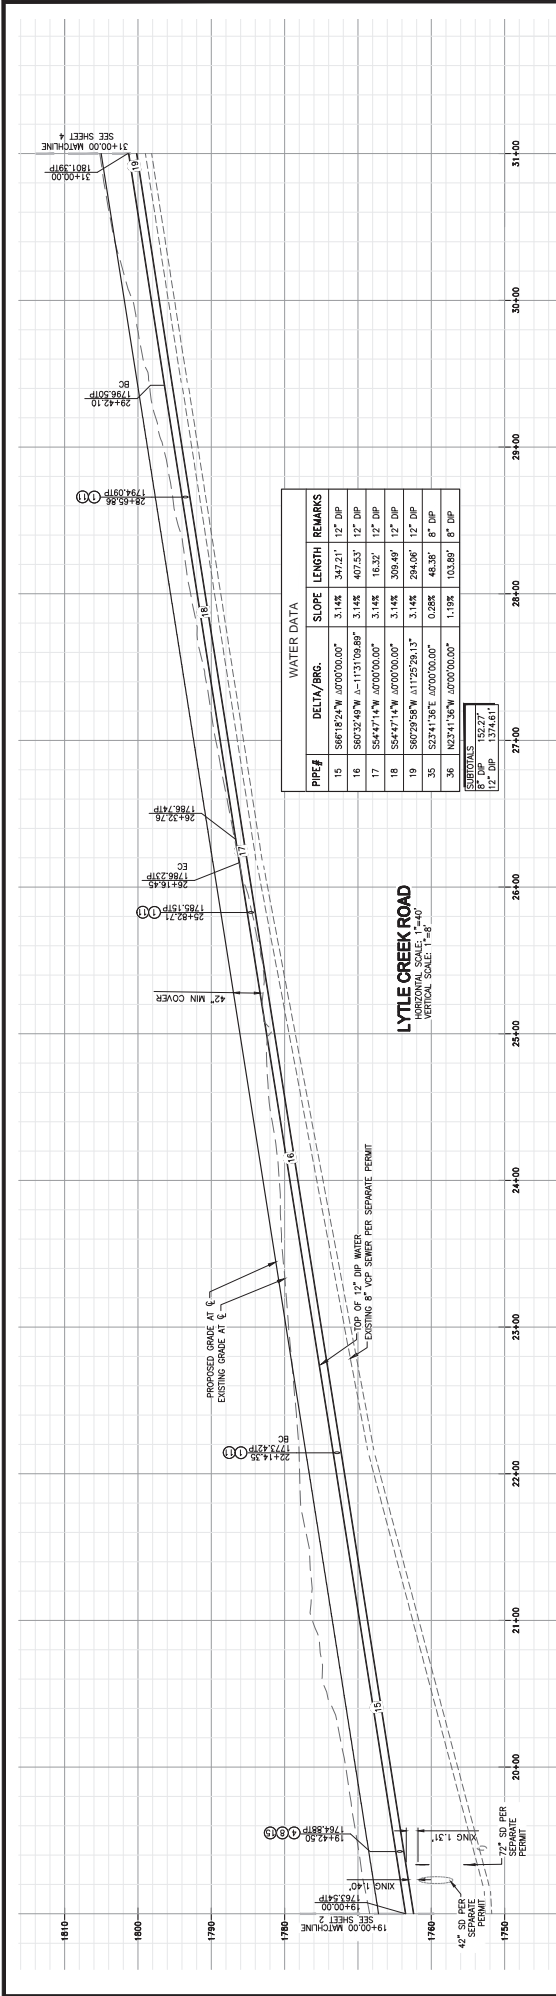 1810
1800
1790
1780
1760
1750
19+00.00 MATCHLINE
SEE SHEET 2
19+00.00
1763.54TP
XING 1.40'
19+42.50
1764.88TP
4 8 15
XING 1.31'
42" SD PER
SEPARATE
PERMIT
72" SD PER
SEPARATE
PERMIT
15
22+14.35
1773.42TP
BC
1 11
PROPOSED GRADE AT ℄
EXISTING GRADE AT ℄
TOP OF 12" DIP WATER
EXISTING 8" VCP SEWER PER SEPARATE PERMIT
16
42" MIN COVER
25+82.71
1785.15TP
1 11
26+16.45
1786.23TP
EC
26+32.76
1786.74TP
17
18
28+65.86
1794.09TP
1 11
29+42.10
1796.50TP
BC
19
31+00.00
1801.39TP
31+00.00 MATCHLINE
SEE SHEET 4
20+00
21+00
22+00
23+00
24+00
25+00
26+00
27+00
28+00
29+00
30+00
31+00
LYTLE CREEK ROAD
HORIZONTAL SCALE: 1"=40'
VERTICAL SCALE: 1"=8'
WATER DATA
PIPE# DELTA/BRG. SLOPE LENGTH REMARKS
15 S66°18'24"W Δ0°00'00.00" 3.14% 347.21' 12" DIP
16 S60°32'49"W Δ-11°31'09.89" 3.14% 407.53' 12" DIP
17 S54°47'14"W Δ0°00'00.00" 3.14% 16.32' 12" DIP
18 S54°47'14"W Δ0°00'00.00" 3.14% 309.49' 12" DIP
19 S60°29'58"W Δ11°25'29.13" 3.14% 294.06' 12" DIP
35 S23°41'36"E Δ0°00'00.00" 0.28% 48.38' 8" DIP
36 N23°41'36"W Δ0°00'00.00" 1.19% 103.89' 8" DIP
SUBTOTALS
8" DIP 152.27'
12" DIP 1374.61'